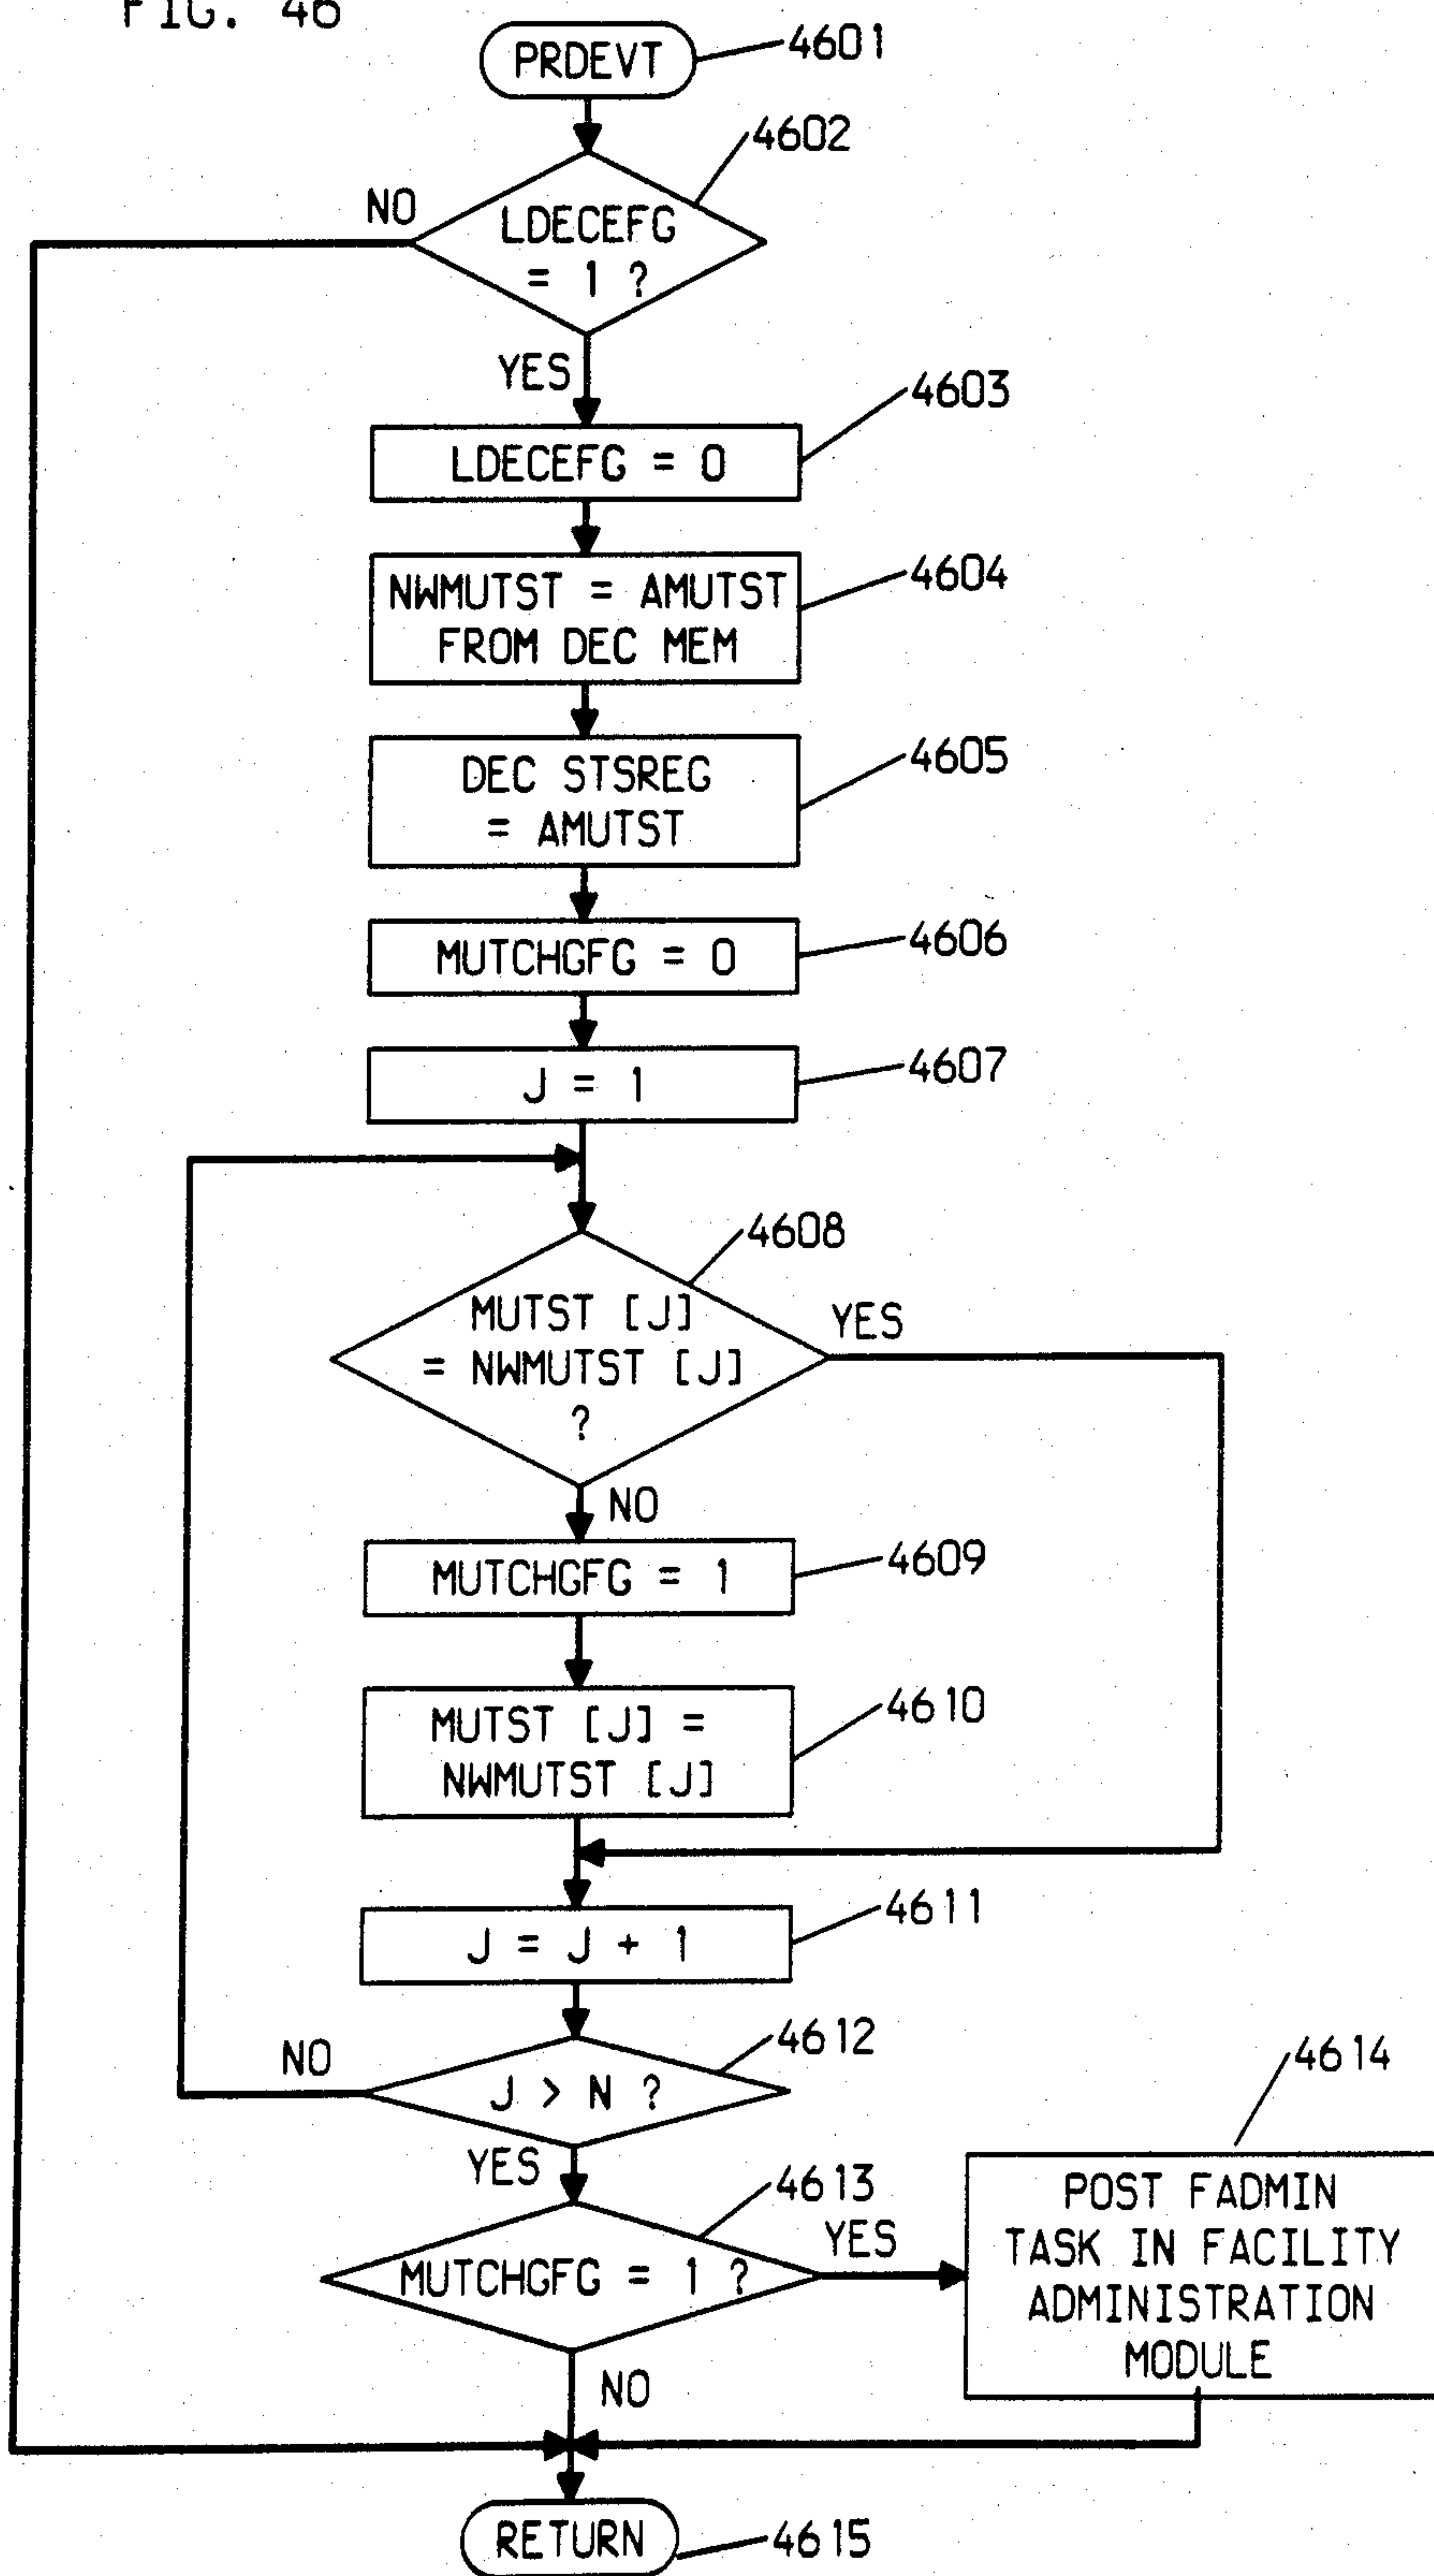 FIG. 46
PRDEVT
4601
4602
NO
LDECEFG
= 1 ?
YES
4603
LDECEFG = 0
4604
NWMUTST = AMUTST
FROM DEC MEM
4605
DEC STSREG
= AMUTST
4606
MUTCHGFG = 0
4607
J = 1
4608
MUTST [J]
= NWMUTST [J]
?
YES
NO
4609
MUTCHGFG = 1
4610
MUTST [J] =
NWMUTST [J]
4611
J = J + 1
4612
NO
J > N ?
4614
YES
4613
YES
MUTCHGFG = 1 ?
POST FADMIN
TASK IN FACILITY
ADMINISTRATION
MODULE
NO
RETURN
4615